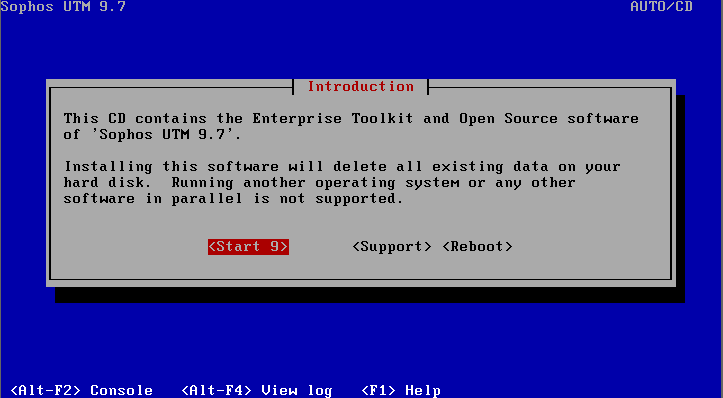 Sophos UTM 9.7 AUTO/CD
Introduction
This CD contains the Enterprise Toolkit and Open Source software
of 'Sophos UTM 9.7'.
Installing this software will delete all existing data on your
hard disk.  Running another operating system or any other
software in parallel is not supported.
<Start 9> <Support> <Reboot>
<Alt-F2> Console <Alt-F4> View log <F1> Help